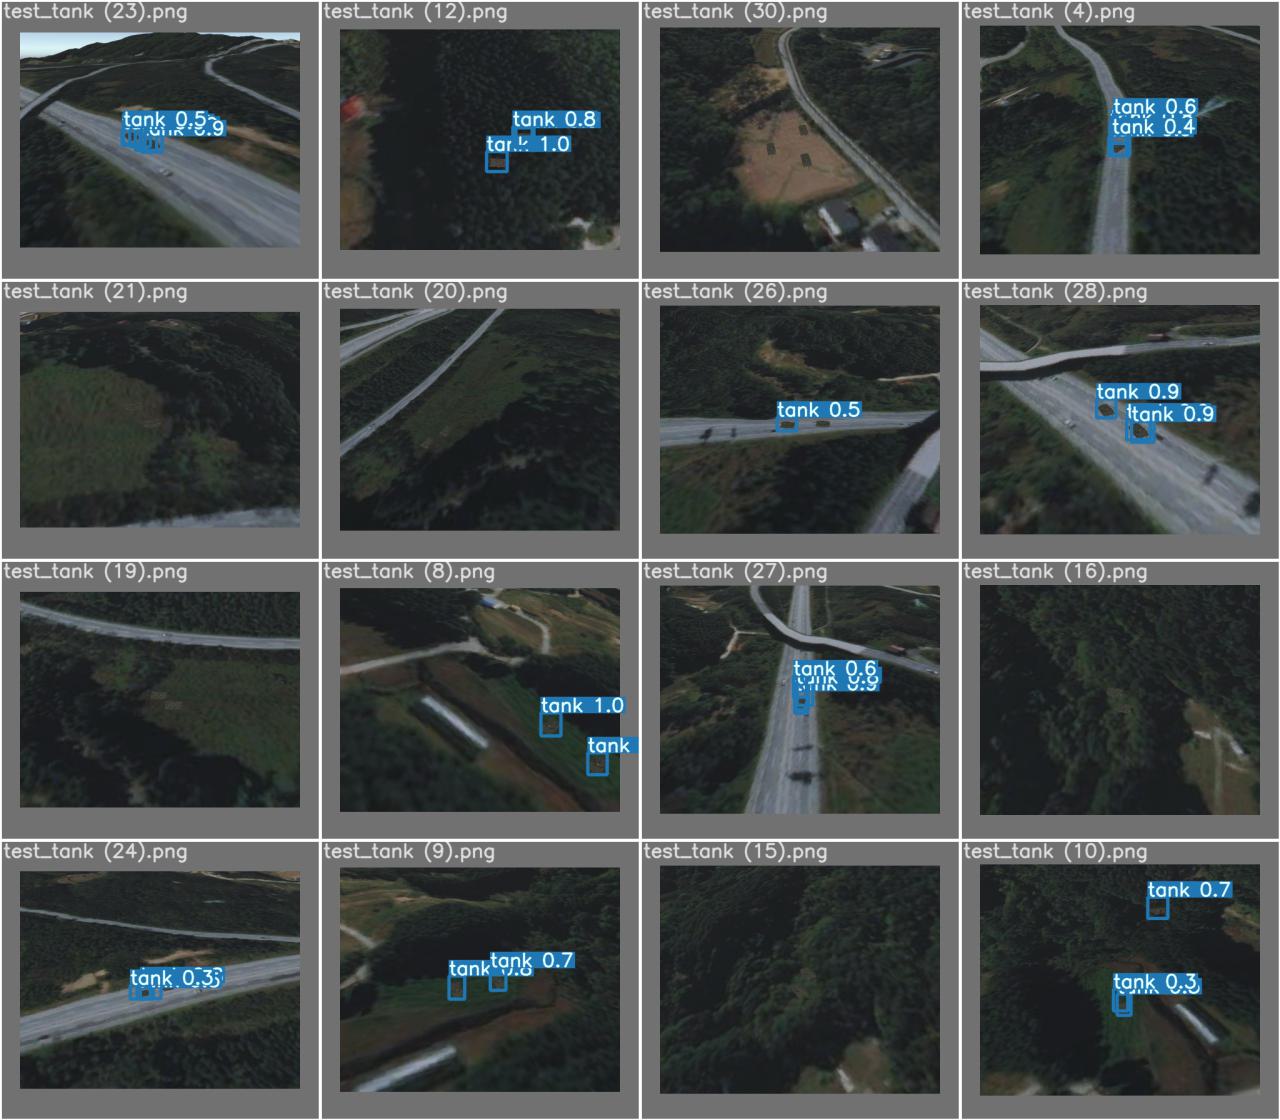 test_tank (23).png
test_tank (12).png
test_tank (30).png
test_tank (4).png
tank 0.5
0.9
tank 0.8
tank 1.0
tank 0.6
tank 0.4
test_tank (21).png
test_tank (20).png
test_tank (26).png
test_tank (28).png
tank 0.5
tank 0.9
tank 0.9
test_tank (19).png
test_tank (8).png
test_tank (27).png
test_tank (16).png
tank 1.0
tank
tank 0.6
0.9
test_tank (24).png
test_tank (9).png
test_tank (15).png
test_tank (10).png
tank 0.3
tank 0.7
tank
tank 0.7
tank 0.3